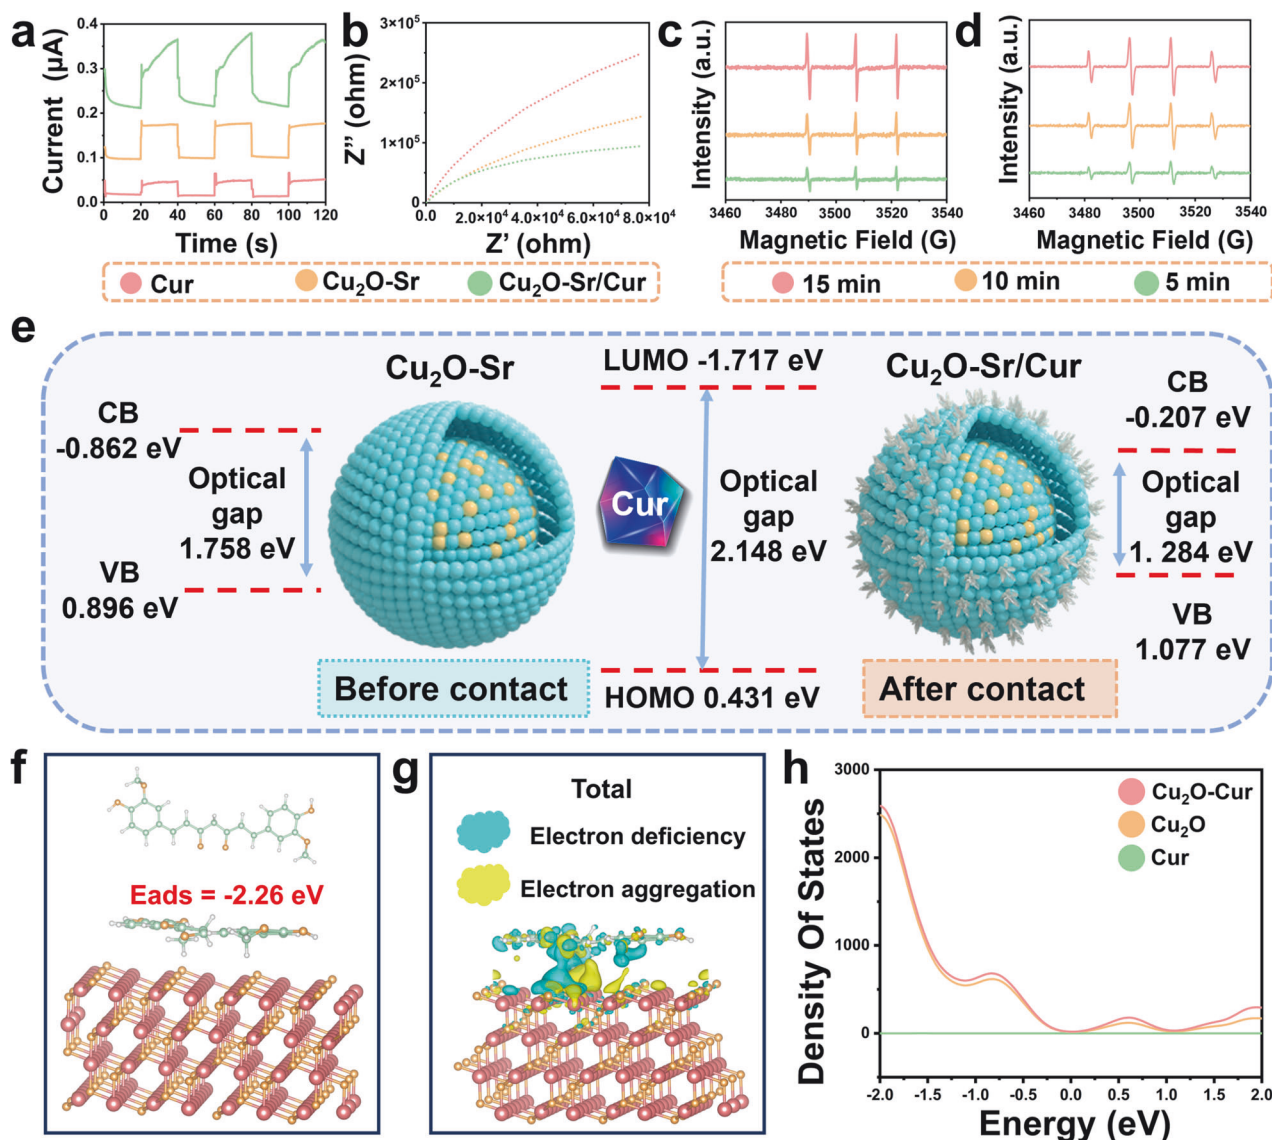 a
Current (μA)
0.4
0.3
0.2
0.1
0.0
0 20 40 60 80 100 120
Time (s)
b
Z'' (ohm)
3×10⁵
2×10⁵
1×10⁵
0
0.0 2.0×10⁴ 4.0×10⁴ 6.0×10⁴ 8.0×10⁴
Z' (ohm)
Cur
Cu₂O-Sr
Cu₂O-Sr/Cur
c
Intensity (a.u.)
3460 3500 3520 3540
Magnetic Field (G)
d
Intensity (a.u.)
3460 3500 3520 3540
Magnetic Field (G)
15 min
10 min
5 min
e
Cu₂O-Sr
CB
-0.862 eV
Optical
gap
1.758 eV
VB
0.896 eV
Before contact
LUMO -1.717 eV
Cur
Optical
gap
2.148 eV
HOMO 0.431 eV
Cu₂O-Sr/Cur
CB
-0.207 eV
Optical
gap
1. 284 eV
VB
1.077 eV
After contact
f
Eads = -2.26 eV
g
Total
Electron deficiency
Electron aggregation
h
Density Of States
3000
2000
1000
0
-2.0 -1.5 -1.0 -0.5 0.0 0.5 1.0 1.5 2.0
Energy (eV)
Cu₂O-Cur
Cu₂O
Cur